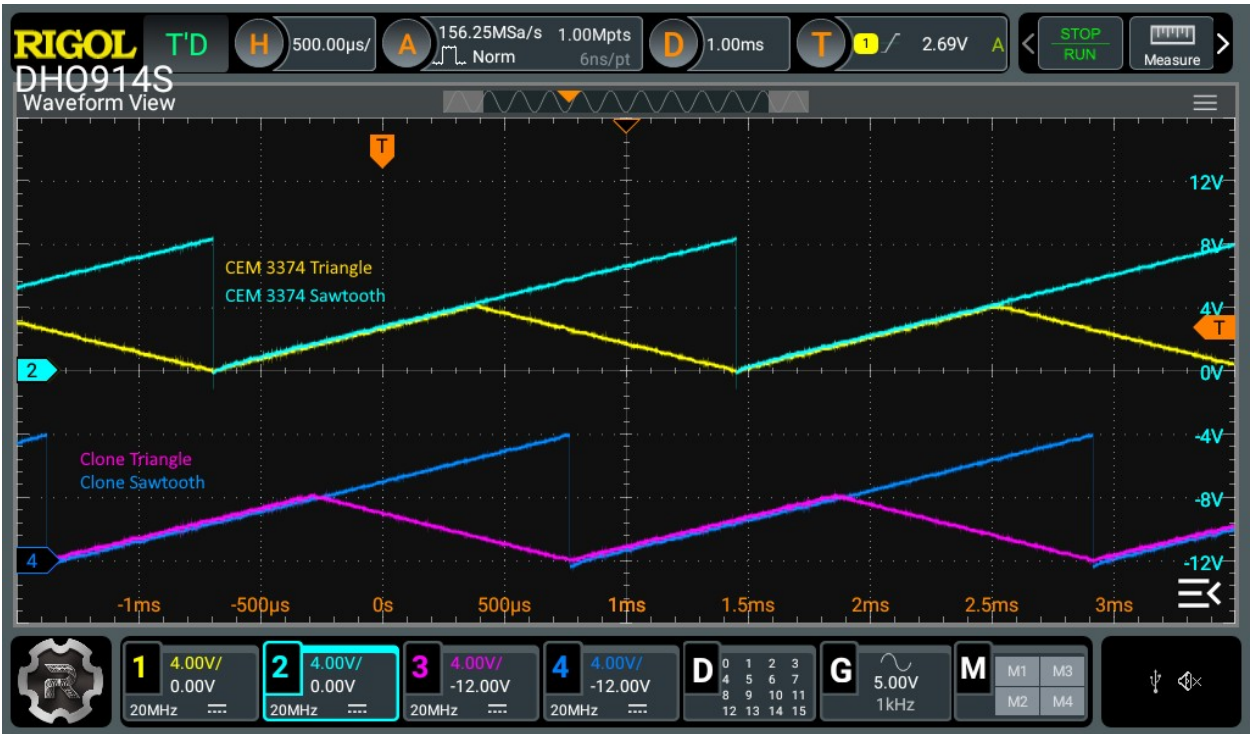 RIGOL T'D H 500.00µs/ A 156.25MSa/s 1.00Mpts D 1.00ms T 1 2.69V A < STOP RUN Measure >
Norm 6ns/pt
DHO914S
Waveform View
T
12V
8V
CEM 3374 Triangle
CEM 3374 Sawtooth
4V
T
2
0V
-4V
Clone Triangle
Clone Sawtooth
-8V
4
-12V
-1ms -500µs 0s 500µs 1ms 1.5ms 2ms 2.5ms 3ms
R
1 4.00V/ 0.00V 20MHz
2 4.00V/ 0.00V 20MHz
3 4.00V/ -12.00V 20MHz
4 4.00V/ -12.00V 20MHz
D 0 1 2 3
4 5 6 7
8 9 10 11
12 13 14 15
G 5.00V 1kHz
M M1 M3
M2 M4